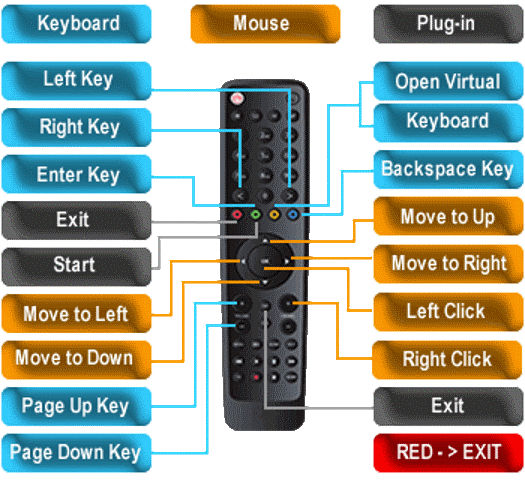 Keyboard
Mouse
Plug-in
Left Key
Open Virtual
Right Key
Keyboard
Enter Key
Backspace Key
Exit
Move to Up
Start
Move to Right
Move to Left
Left Click
Move to Down
Right Click
Page Up Key
Exit
Page Down Key
RED - > EXIT